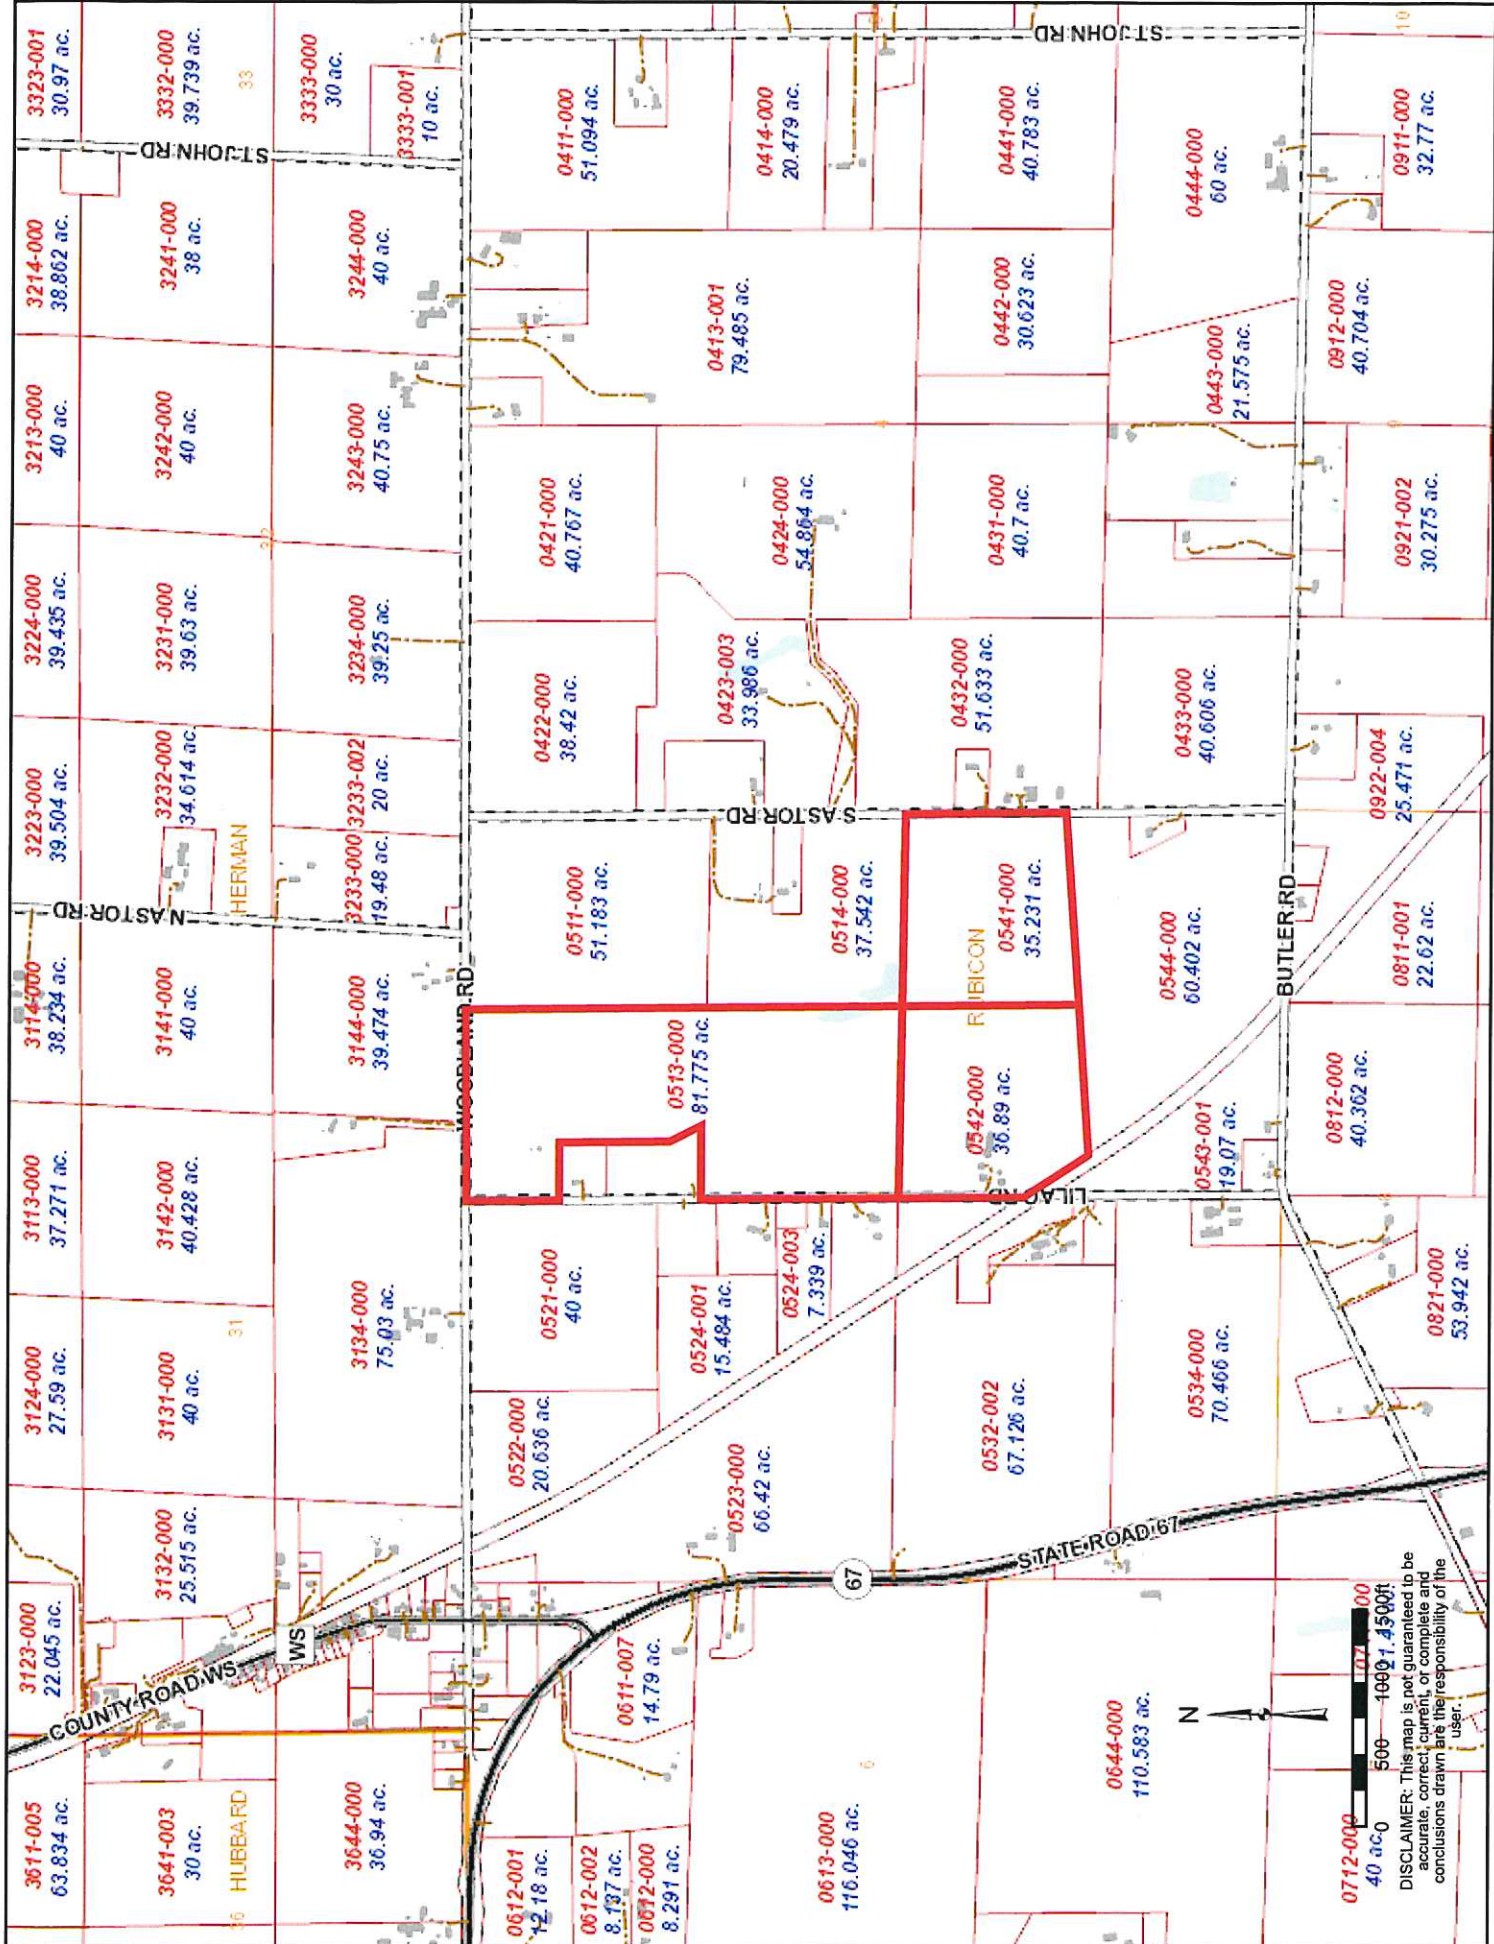 3611-005
63.834 ac.
3123-000
22.045 ac.
3124-000
27.59 ac.
3113-000
37.271 ac.
3114-000
38.234 ac.
3223-000
39.504 ac.
3224-000
39.435 ac.
3213-000
40 ac.
3214-000
38.862 ac.
3323-001
30.97 ac.
COUNTY ROAD WS
N ASTOR RD
ST JOHN RD
3641-003
30 ac.
3132-000
25.515 ac.
3131-000
40 ac.
3142-000
40.428 ac.
3141-000
40 ac.
3232-000
34.614 ac.
3231-000
39.63 ac.
3242-000
40 ac.
3241-000
38 ac.
3332-000
39.739 ac.
36
HUBBARD
31
HERMAN
32
33
WS
3644-000
36.94 ac.
3134-000
75.03 ac.
3144-000
39.474 ac.
3233-000
19.48 ac.
3233-002
20 ac.
3234-000
39.25 ac.
3243-000
40.75 ac.
3244-000
40 ac.
3333-000
30 ac.
3333-001
10 ac.
WOODLAND RD
0612-001
12.18 ac.
0522-000
20.636 ac.
0521-000
40 ac.
0511-000
51.183 ac.
0422-000
38.42 ac.
0421-000
40.767 ac.
0411-000
51.094 ac.
0612-002
8.137 ac.
0612-000
8.291 ac.
0611-007
14.79 ac.
0523-000
66.42 ac.
0524-001
15.484 ac.
0513-000
81.775 ac.
0423-003
33.986 ac.
0413-001
79.485 ac.
S ASTOR RD
0524-003
7.339 ac.
0424-000
54.864 ac.
0414-000
20.479 ac.
0613-000
116.046 ac.
0514-000
37.542 ac.
6
67
4
0532-002
67.126 ac.
0542-000
36.89 ac.
RUBICON
0541-000
35.231 ac.
0432-000
51.633 ac.
0431-000
40.7 ac.
0442-000
30.623 ac.
0441-000
40.783 ac.
STATE ROAD 67
LILAC RD
ST JOHN RD
0644-000
110.583 ac.
0534-000
70.466 ac.
0543-001
19.07 ac.
0544-000
60.402 ac.
0433-000
40.606 ac.
0443-000
21.575 ac.
0444-000
60 ac.
N
BUTLER RD
0712-000
40 ac.
0812-000
40.362 ac.
0811-001
22.62 ac.
0922-004
25.471 ac.
0921-002
30.275 ac.
0912-000
40.704 ac.
0911-000
32.77 ac.
8
9
10
0821-000
53.942 ac.
0 500 1000 1500ft
DISCLAIMER: This map is not guaranteed to be
accurate, correct, current, or complete and
conclusions drawn are the responsibility of the
user.